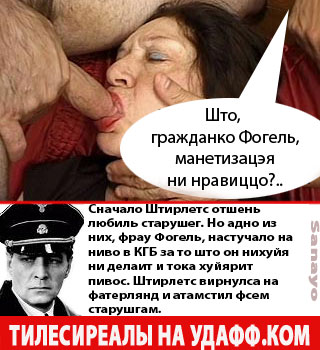 Што,
гражданко Фогель,
манетизацэя
ни нравиццо?..
Сначало Штирлетс отшень
любиль старушег. Но адно из
них, фрау Фогель, настучало на
ниво в КГБ за то што он нихуйя
ни делаит и тока хуйярит
пивос. Штирлетс вирнулса на
фатерлянд и атамстил фсем
старушгам.
Sanayo
ТИЛЕСИРЕАЛЫ НА УДАФФ.КОМ